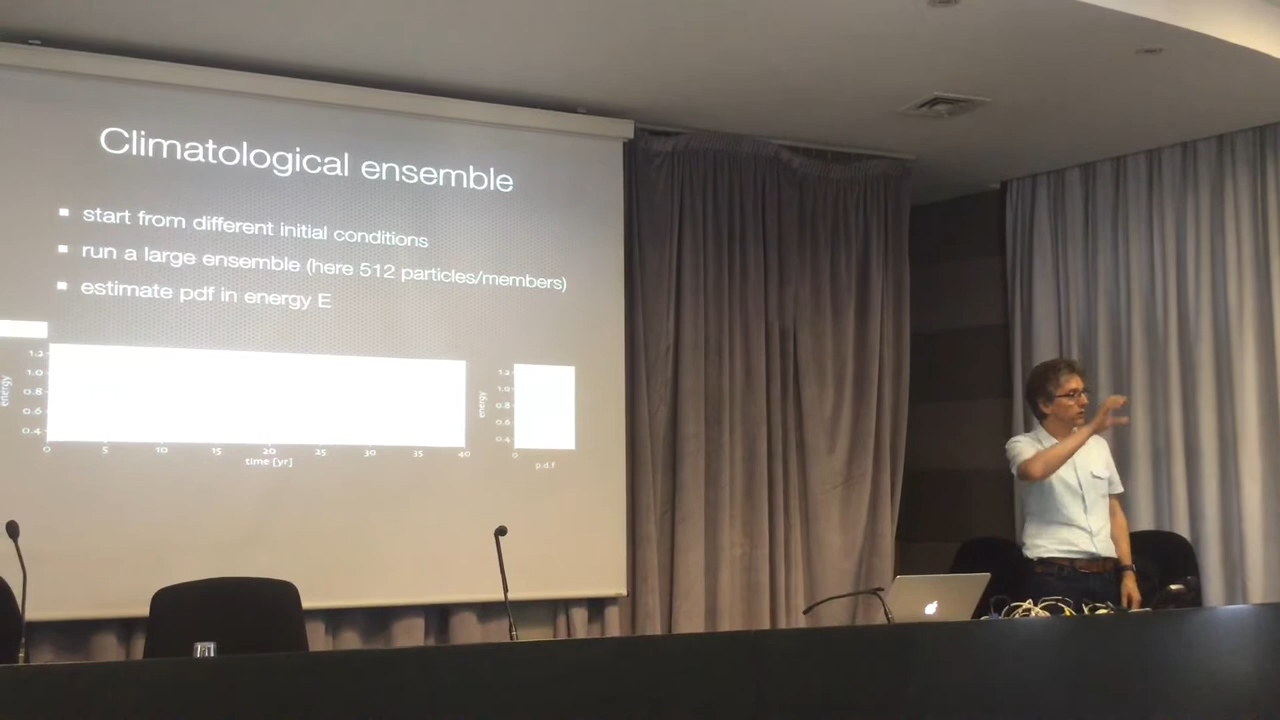 Climatological ensemble
start from different initial conditions
run a large ensemble (here 512 particles/members)
estimate pdf in energy E
energy
1.2
1.0
0.8
0.6
0.4
0 5 10 15 20 25 30 35 40
time [yr]
energy
1.2
1.0
0.8
0.6
0.4
0
p.d.f